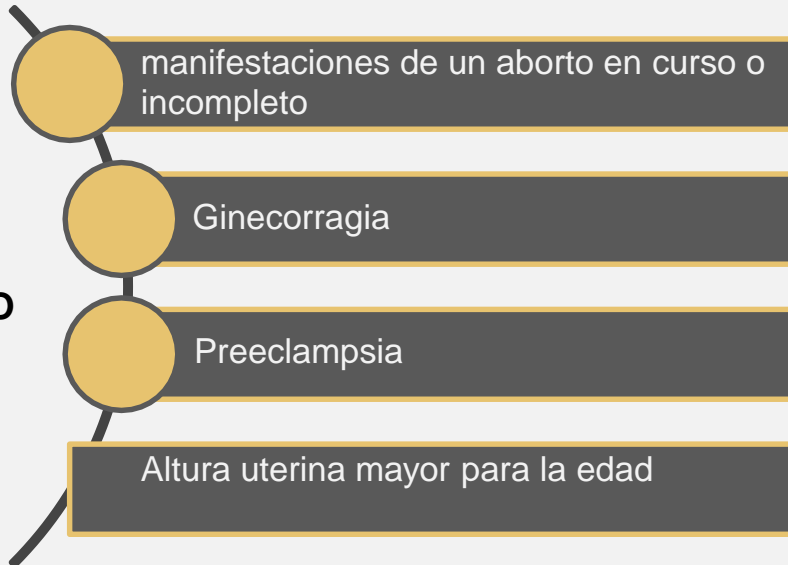 manifestaciones de un aborto en curso o
incompleto
Ginecorragia
o
Preeclampsia
Altura uterina mayor para la edad